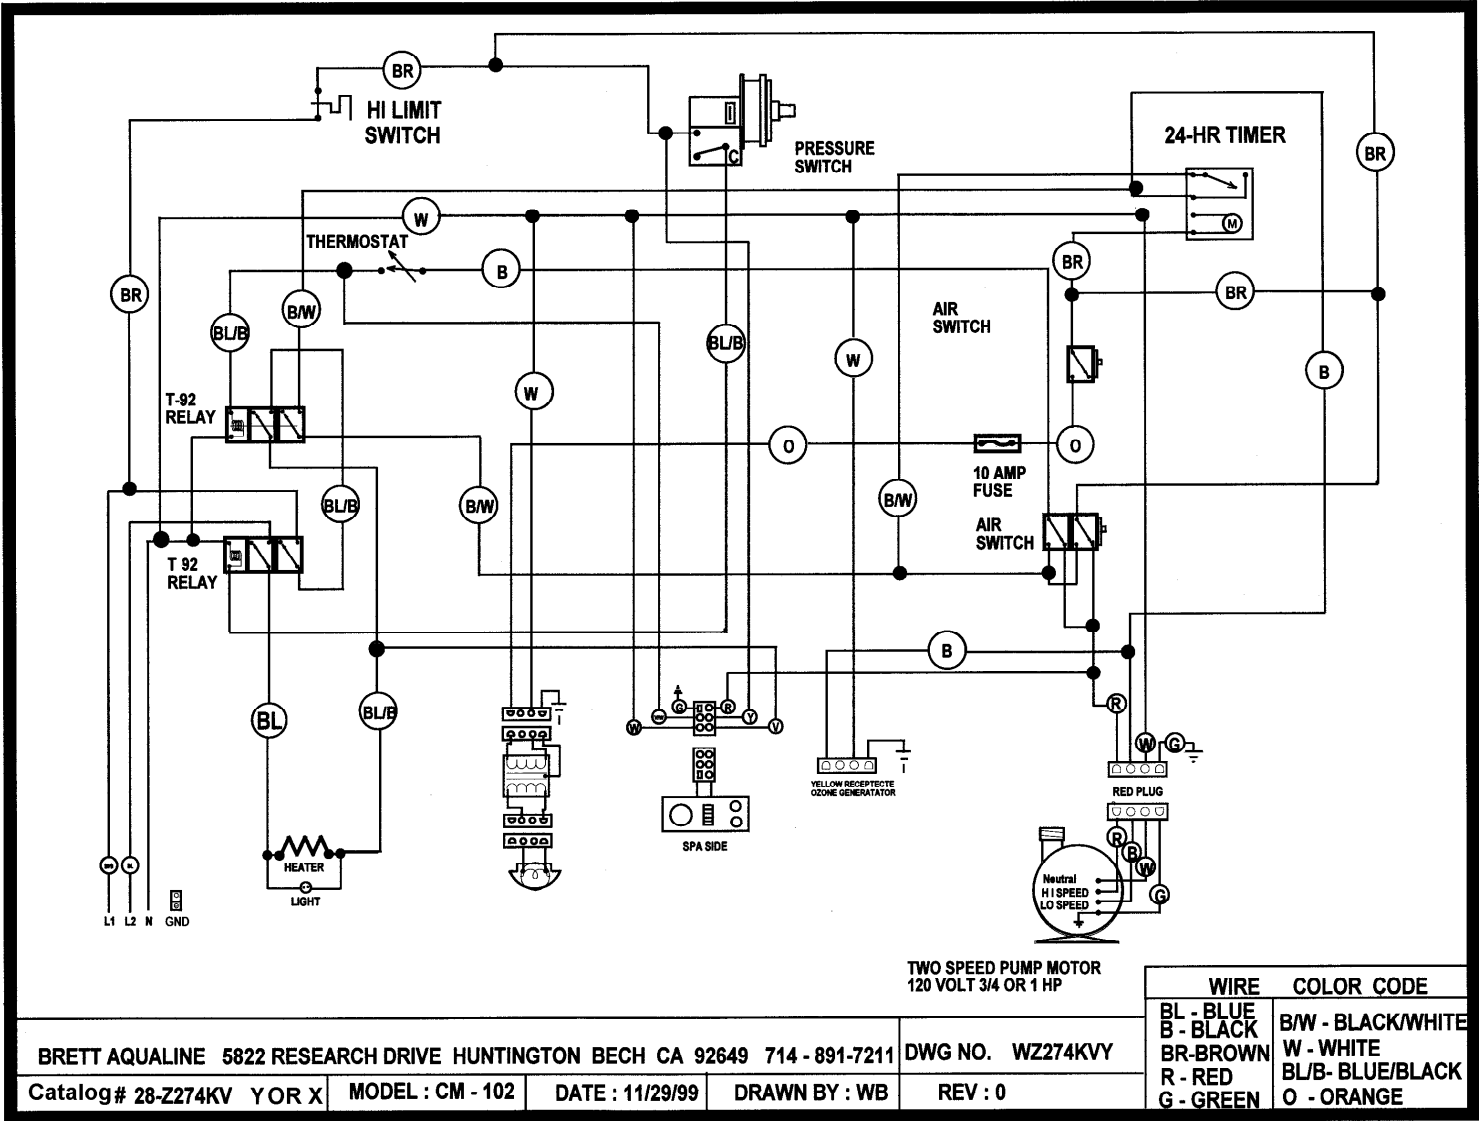 BR
HI LIMIT
SWITCH
PRESSURE
SWITCH
C
24-HR TIMER
BR
M
W
THERMOSTAT
B
BR
BR
BR
B/W
BL/B
BL/B
AIR
SWITCH
W
W
B
T-92
RELAY
O
O
10 AMP
FUSE
BL/B
B/W
B/W
AIR
SWITCH
T 92
RELAY
B
BL
BL/B
G
R
W
Y
V
R
W
G
YELLOW RECEPTECTE
OZONE GENERATATOR
RED PLUG
SPA SIDE
R
B
W
G
HEATER
LIGHT
Neutral
HI SPEED
LO SPEED
L1 L2 N GND
TWO SPEED PUMP MOTOR
120 VOLT 3/4 OR 1 HP
WIRE COLOR CODE
BL - BLUE
B - BLACK
BR-BROWN
R - RED
G - GREEN
B/W - BLACK/WHITE
W - WHITE
BL/B- BLUE/BLACK
O - ORANGE
BRETT AQUALINE 5822 RESEARCH DRIVE HUNTINGTON BECH CA 92649 714 - 891-7211
DWG NO. WZ274KVY
Catalog# 28-Z274KV Y OR X
MODEL : CM - 102
DATE : 11/29/99
DRAWN BY : WB
REV : 0